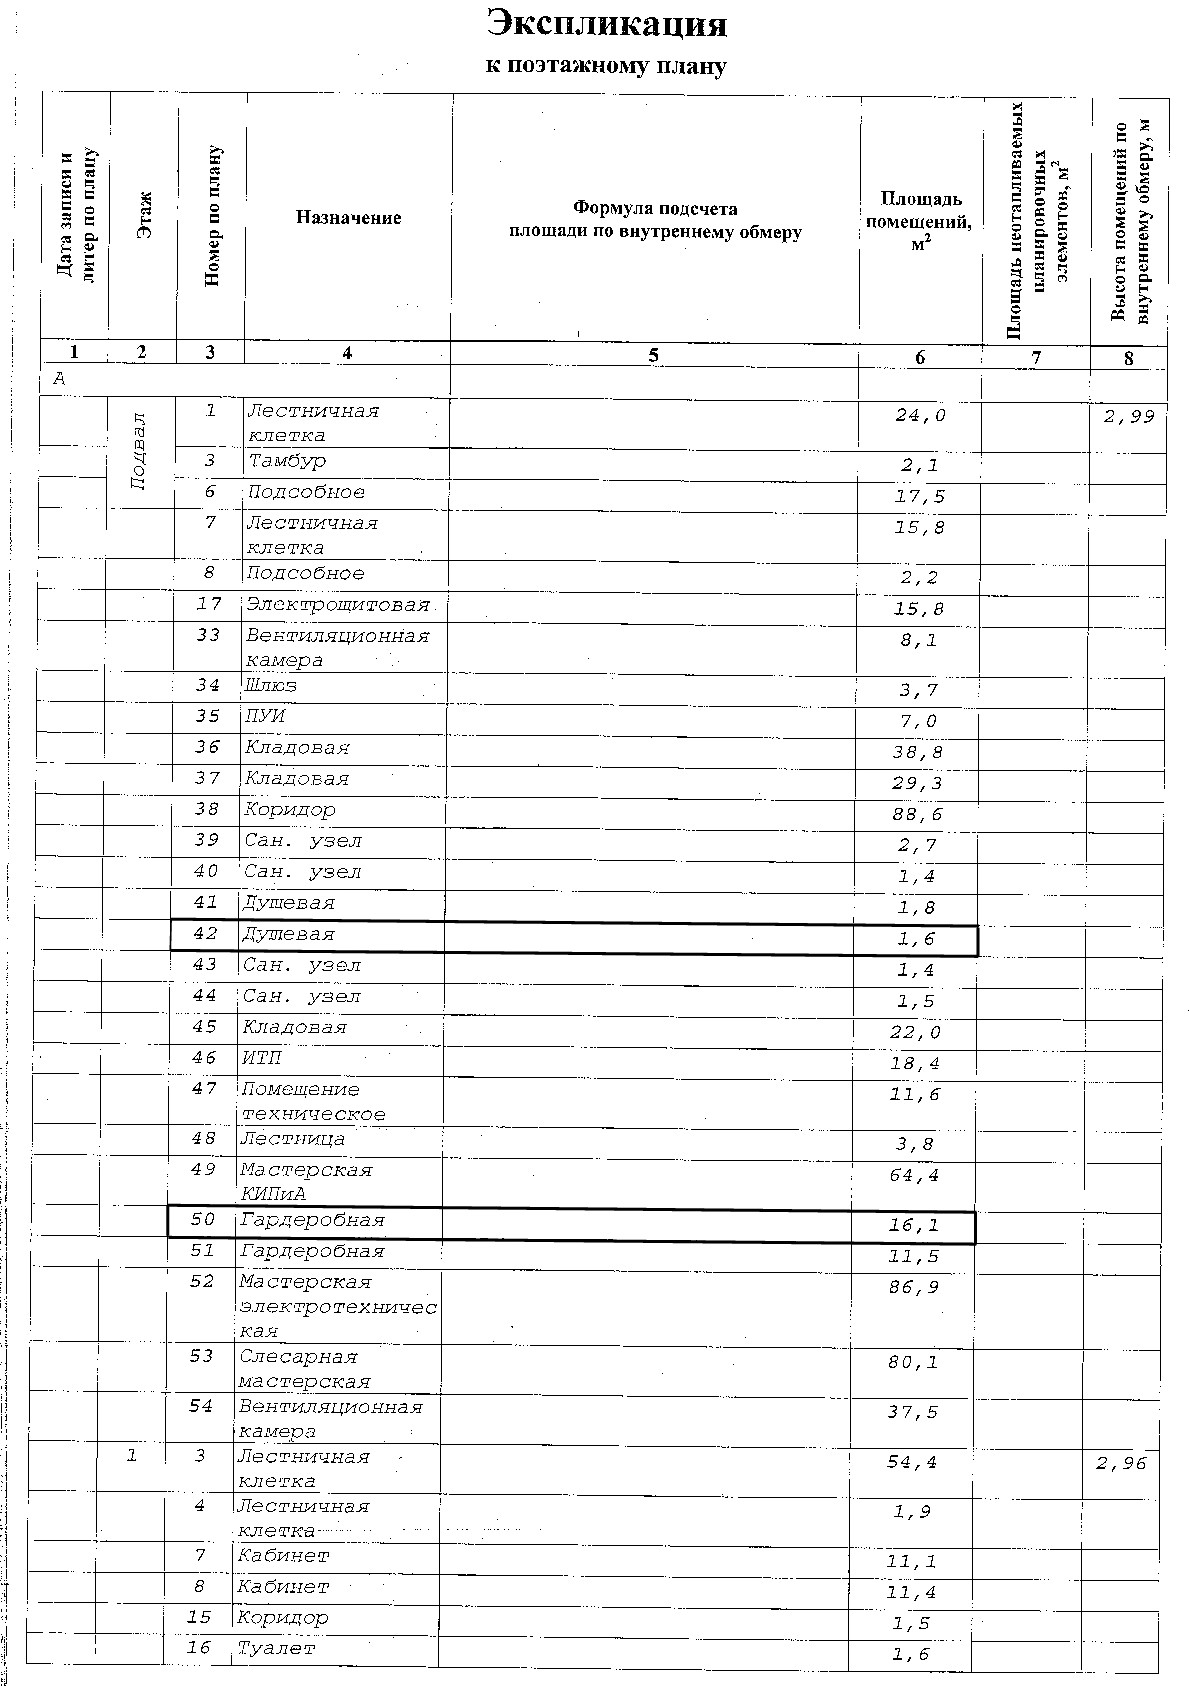 Экспликация
к поэтажному плану
Дата записи и
литер по плану
Этаж
Номер по плану
Назначение
Формула подсчета
площади по внутреннему обмеру
Площадь
помещений,
м²
Площадь неотапливаемых
планировочных
элементов, м²
Высота помещений по
внутреннему обмеру, м
1 2 3 4 5 6 7 8
А
Подвал
1 Лестничная 24,0 2,99
клетка
3 Тамбур 2,1
6 Подсобное 17,5
7 Лестничная 15,8
клетка
8 Подсобное 2,2
17 Электрощитовая 15,8
33 Вентиляционная 8,1
камера
34 Шлюз 3,7
35 ПУИ 7,0
36 Кладовая 38,8
37 Кладовая 29,3
38 Коридор 88,6
39 Сан. узел 2,7
40 Сан. узел 1,4
41 Душевая 1,8
42 Душевая 1,6
43 Сан. узел 1,4
44 Сан. узел 1,5
45 Кладовая 22,0
46 ИТП 18,4
47 Помещение 11,6
техническое
48 Лестница 3,8
49 Мастерская 64,4
КИПиА
50 Гардеробная 16,1
51 Гардеробная 11,5
52 Мастерская 86,9
электротехничес
кая
53 Слесарная 80,1
мастерская
54 Вентиляционная 37,5
камера
1 3 Лестничная 54,4 2,96
клетка
4 Лестничная 1,9
клетка
7 Кабинет 11,1
8 Кабинет 11,4
15 Коридор 1,5
16 Туалет 1,6